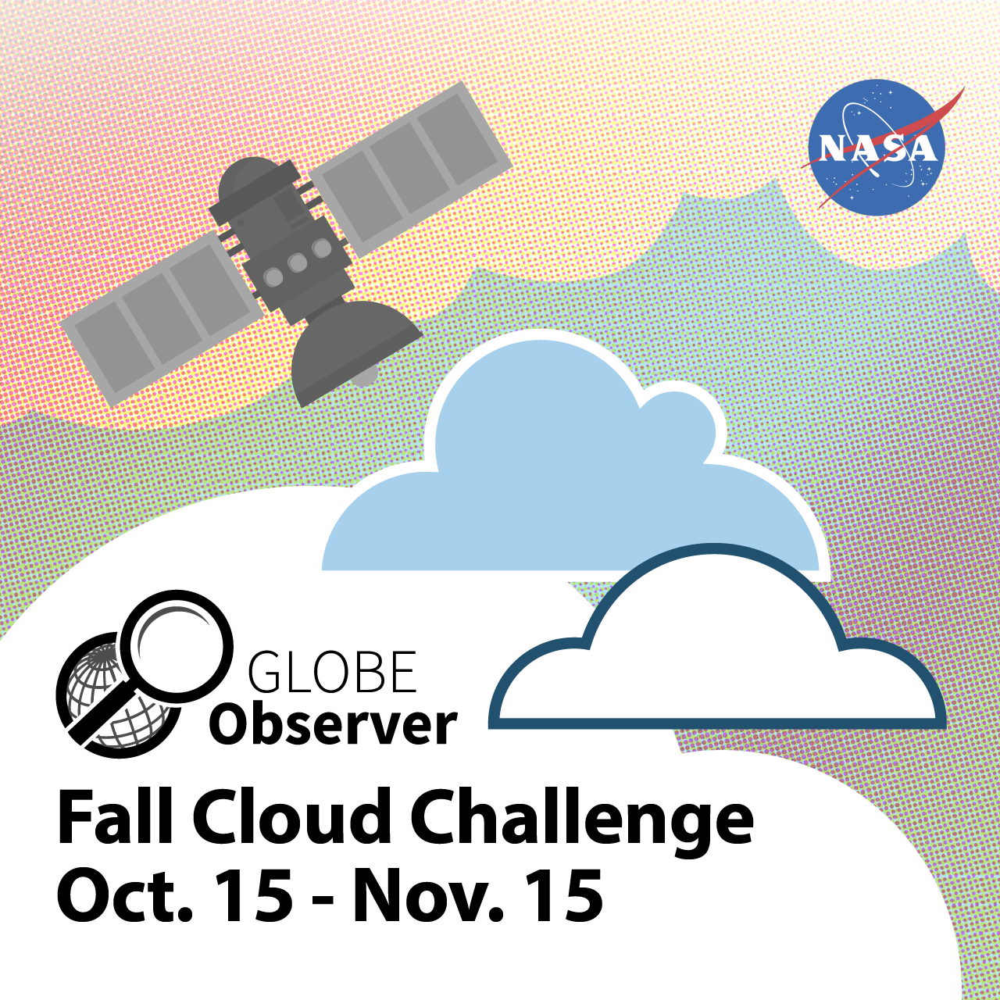 NASA
GLOBE
Observer
Fall Cloud Challenge
Oct. 15 - Nov. 15